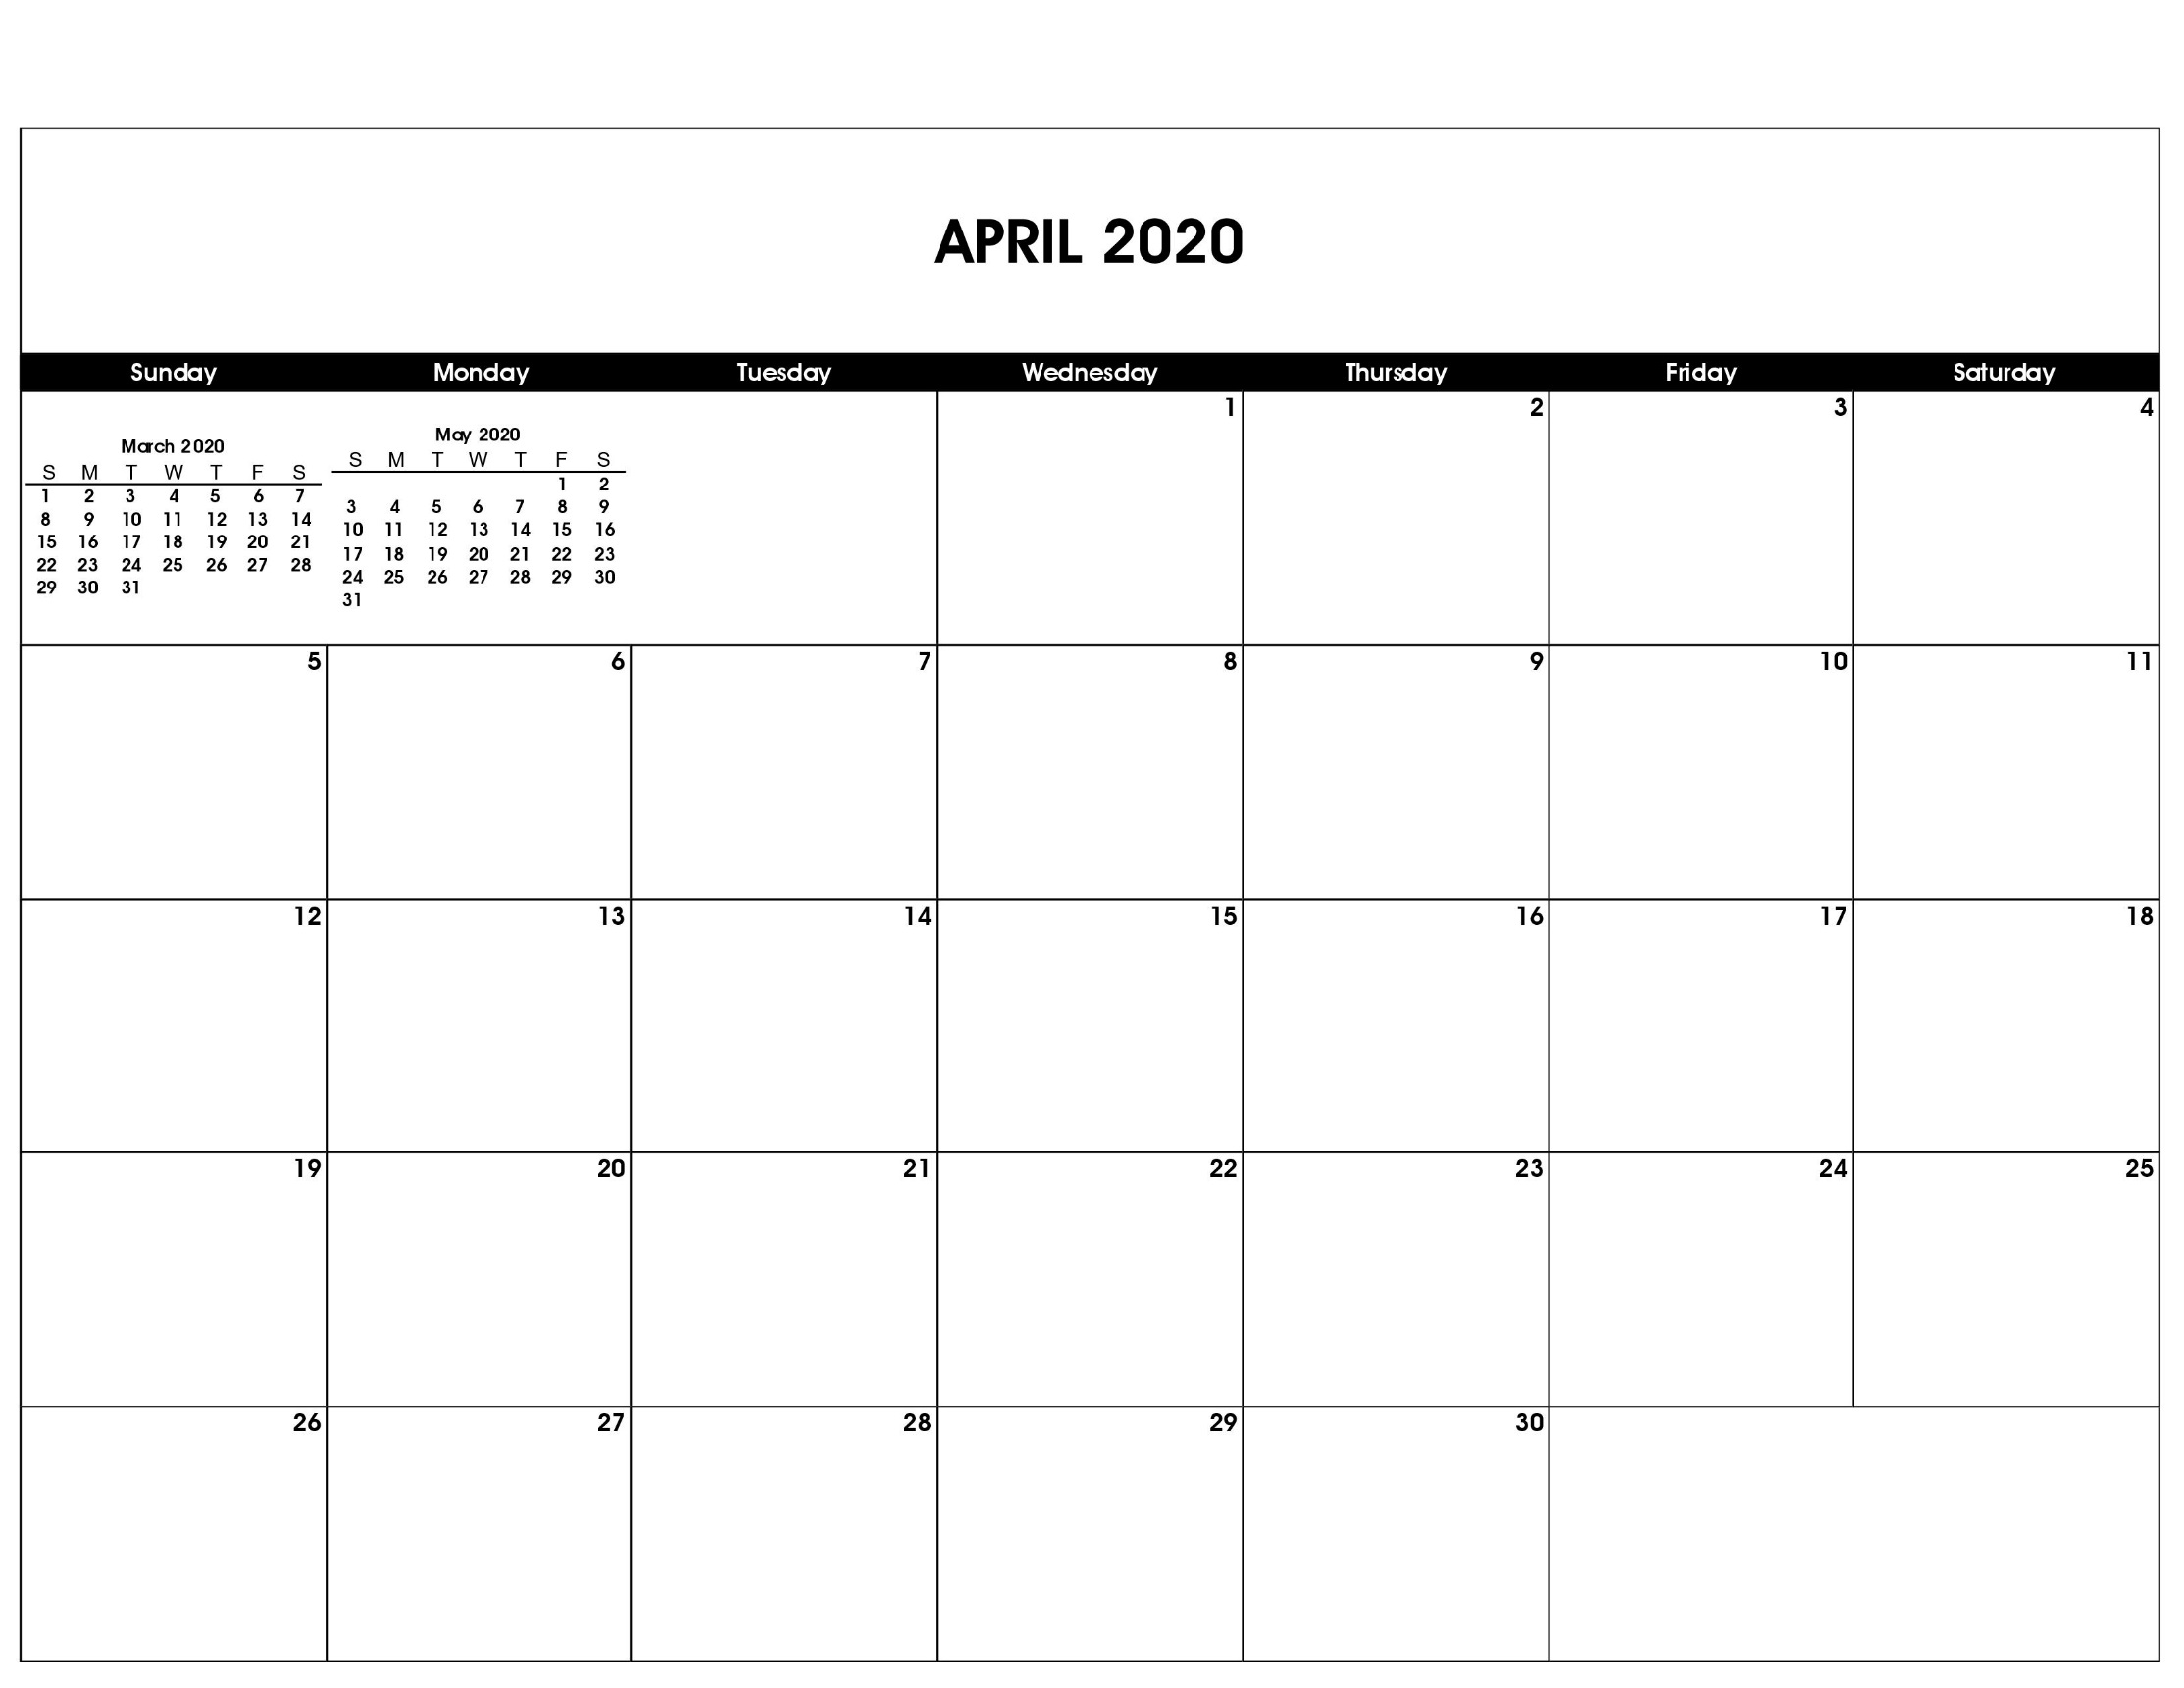 APRIL 2020
Sunday Monday Tuesday Wednesday Thursday Friday Saturday
March 2020
S M T W T F S
1 2 3 4 5 6 7
8 9 10 11 12 13 14
15 16 17 18 19 20 21
22 23 24 25 26 27 28
29 30 31
May 2020
S M T W T F S
1 2
3 4 5 6 7 8 9
10 11 12 13 14 15 16
17 18 19 20 21 22 23
24 25 26 27 28 29 30
31
1 2 3 4
5 6 7 8 9 10 11
12 13 14 15 16 17 18
19 20 21 22 23 24 25
26 27 28 29 30